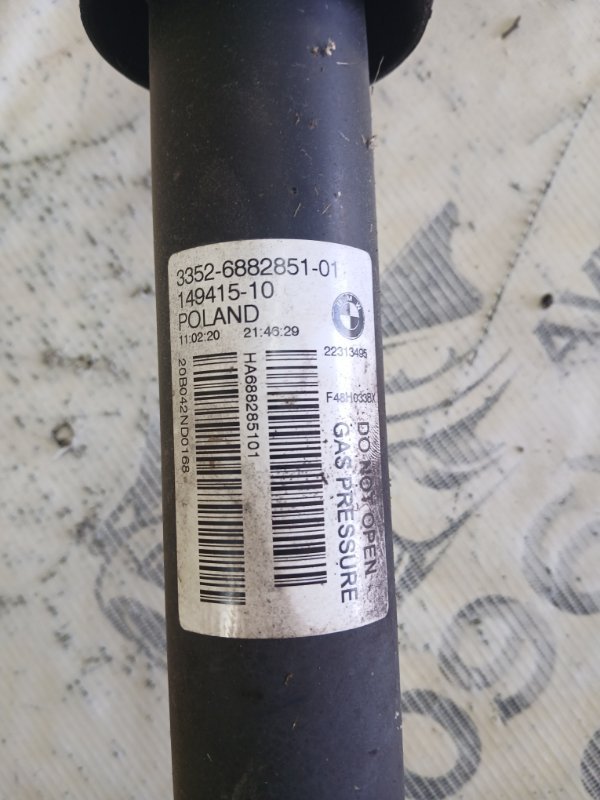 3352-6882851-01
149415-10
POLAND
11:02:20 21:46:29
22313495
20B042ND0168
HA688285101
DO NOT OPEN
GAS PRESSURE